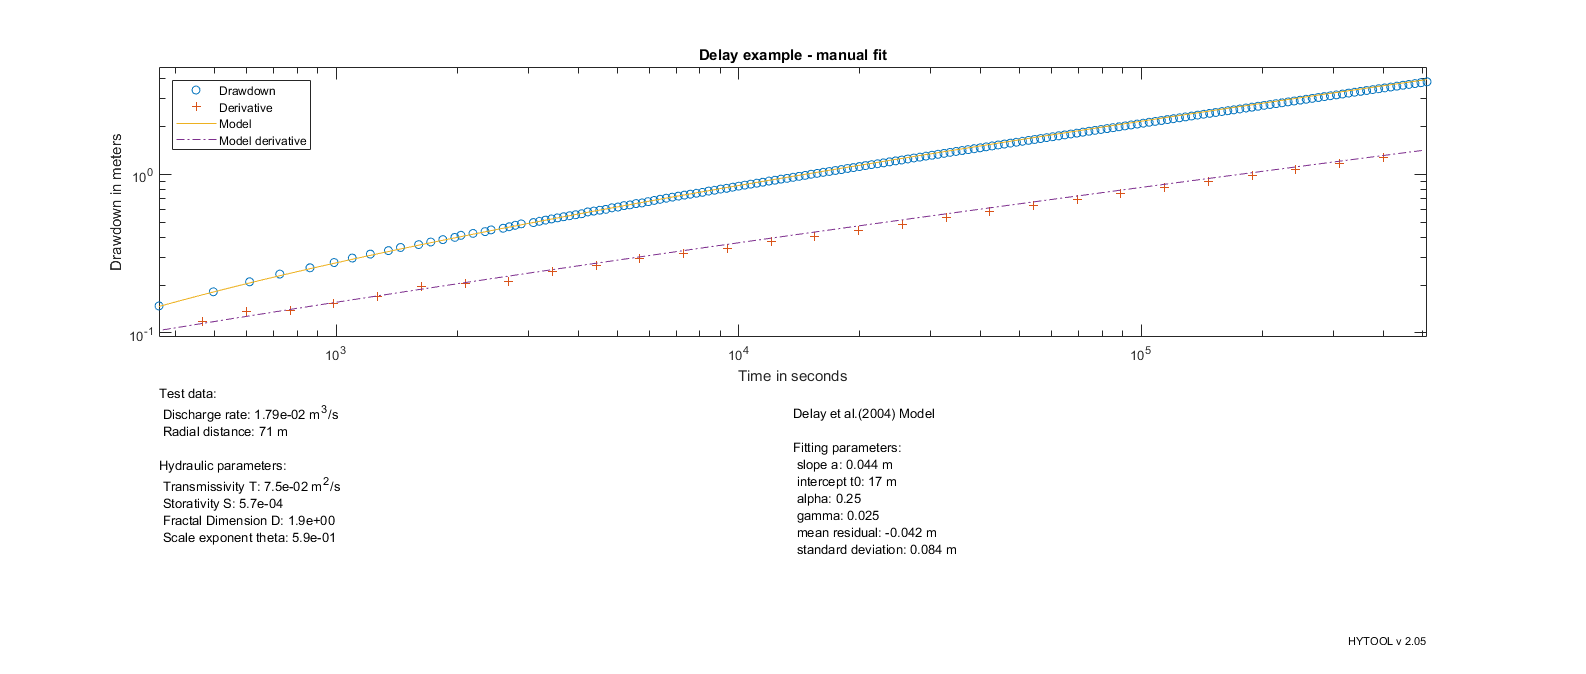 Delay example - manual fit
Drawdown
Derivative
Model
Model derivative
Drawdown in meters
10^0
10^-1
10^3
10^4
10^5
Time in seconds
Test data:
Discharge rate: 1.79e-02 m^3/s
Radial distance: 71 m
Hydraulic parameters:
Transmissivity T: 7.5e-02 m^2/s
Storativity S: 5.7e-04
Fractal Dimension D: 1.9e+00
Scale exponent theta: 5.9e-01
Delay et al.(2004) Model
Fitting parameters:
slope a: 0.044 m
intercept t0: 17 m
alpha: 0.25
gamma: 0.025
mean residual: -0.042 m
standard deviation: 0.084 m
HYTOOL v 2.05